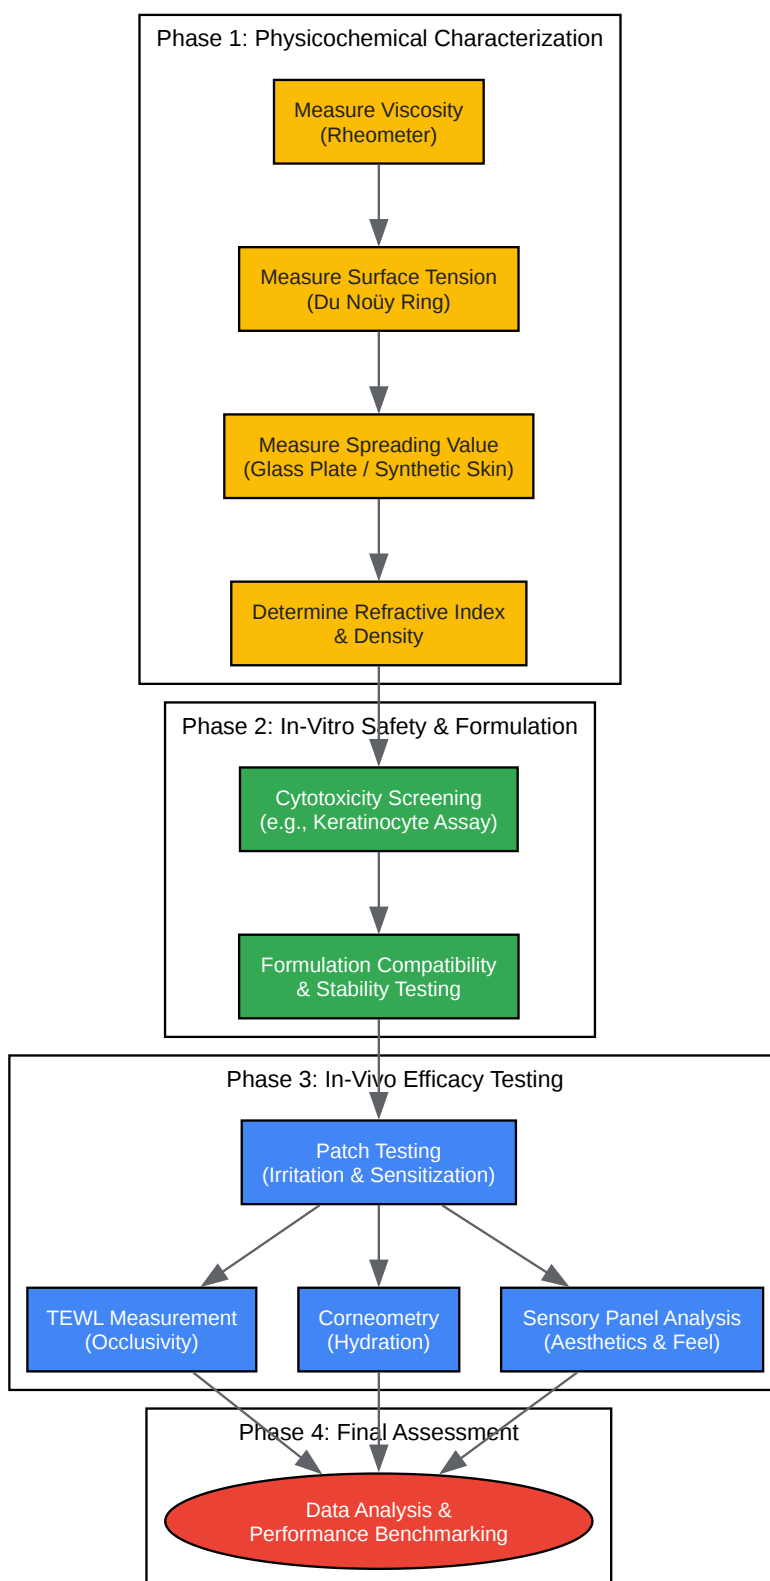 Phase 1: Physicochemical Characterization
Measure Viscosity
(Rheometer)
Measure Surface Tension
(Du Noüy Ring)
Measure Spreading Value
(Glass Plate / Synthetic Skin)
Determine Refractive Index
& Density
Phase 2: In-Vitro Safety & Formulation
Cytotoxicity Screening
(e.g., Keratinocyte Assay)
Formulation Compatibility
& Stability Testing
Phase 3: In-Vivo Efficacy Testing
Patch Testing
(Irritation & Sensitization)
TEWL Measurement
(Occlusivity)
Corneometry
(Hydration)
Sensory Panel Analysis
(Aesthetics & Feel)
Phase 4: Final Assessment
Data Analysis &
Performance Benchmarking